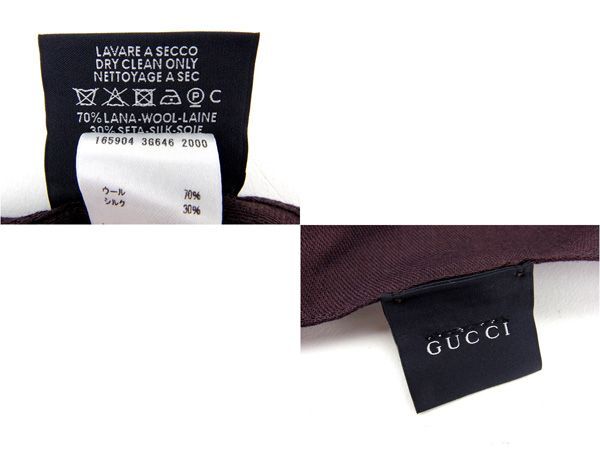 LAVARE A SECCO
DRY CLEAN ONLY
NETTOYAGE A SEC
P C
70% LANA-WOOL-LAINE
30% SETA-SILK-SOIE
165904 3G646 2000
ウール 70%
シルク 30%
GUCCI